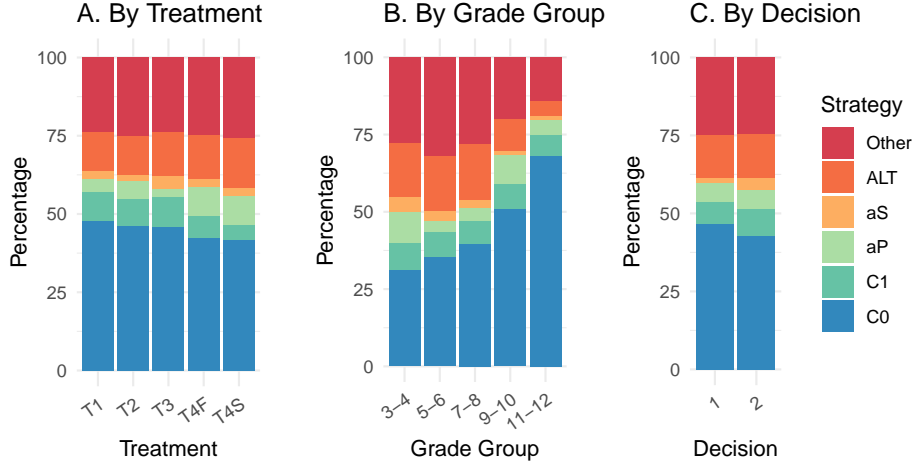 A. By Treatment
Percentage
100
75
50
25
0
T1
T2
T3
T4F
T4S
Treatment
B. By Grade Group
Percentage
100
75
50
25
0
3–4
5–6
7–8
9–10
11–12
Grade Group
C. By Decision
Percentage
100
75
50
25
0
1
2
Decision
Strategy
Other
ALT
aS
aP
C1
C0